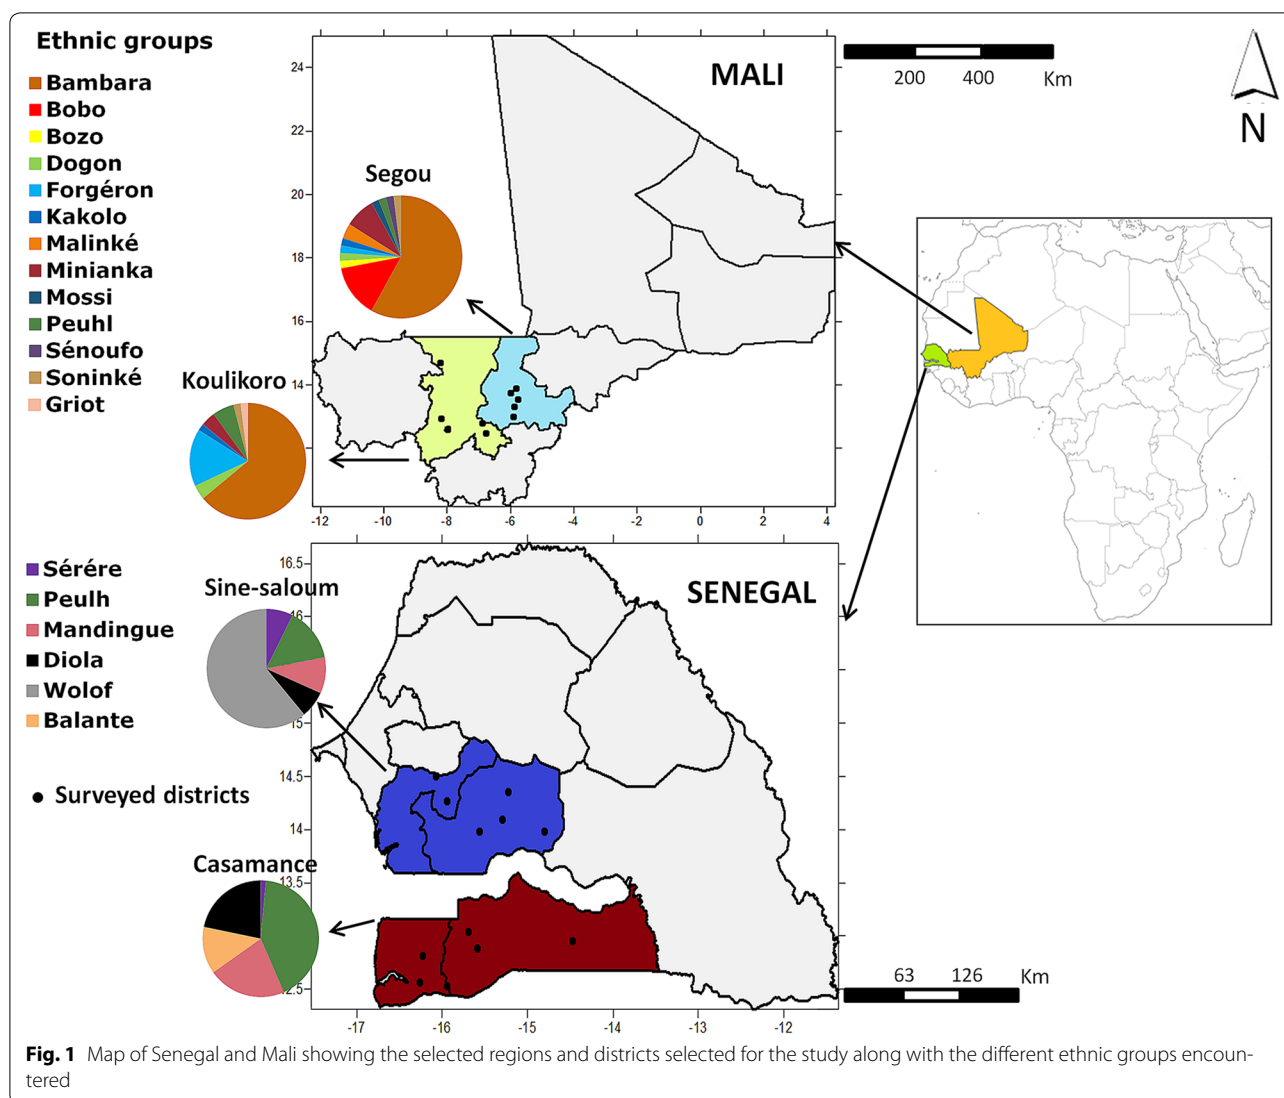 Ethnic groups
Bambara
Bobo
Bozo
Dogon
Forgéron
Kakolo
Malinké
Minianka
Mossi
Peuhl
Sénoufo
Soninké
Griot
MALI
Segou
Koulikoro
24
22
20
18
16
14
-12 -10 -8 -6 -4 -2 0 2 4
200 400 Km
N
Sérére
Peulh
Mandingue
Diola
Wolof
Balante
Surveyed districts
SENEGAL
Sine-saloum
Casamance
16.5
16
15
14.5
14
13.5
12.5
-17 -16 -15 -14 -13 -12
63 126 Km
Fig. 1 Map of Senegal and Mali showing the selected regions and districts selected for the study along with the different ethnic groups encoun-
tered